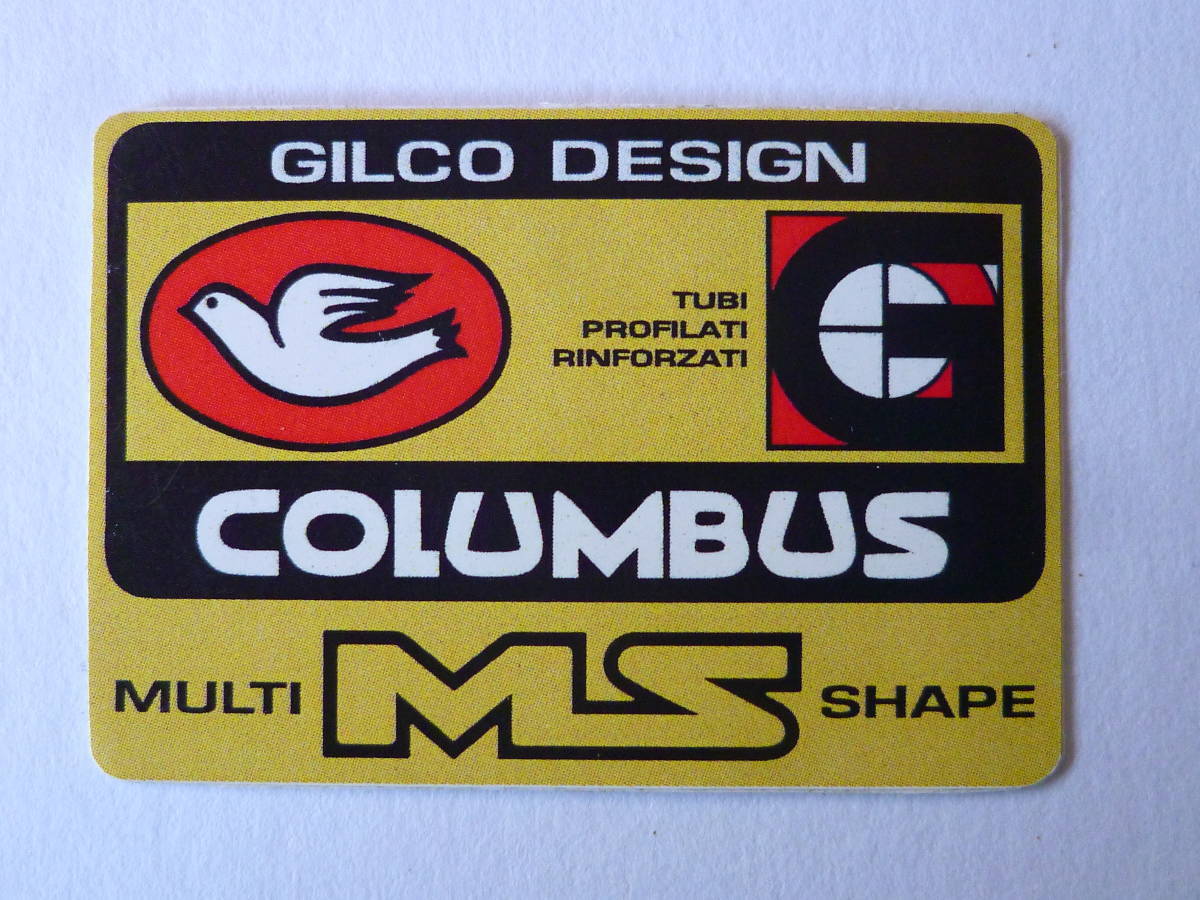 GILCO DESIGN
TUBI
PROFILATI
RINFORZATI
COLUMBUS
MULTI MS SHAPE